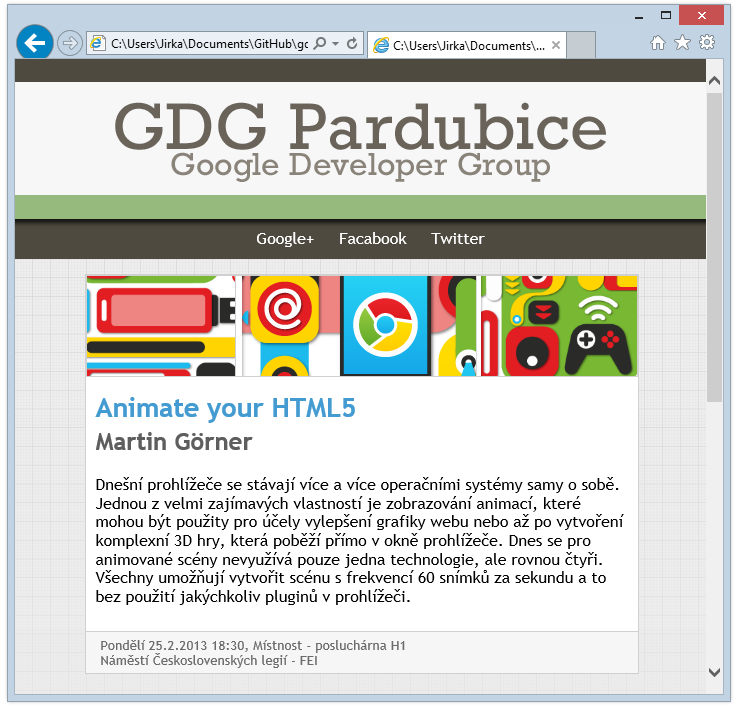 C:\Users\Jirka\Documents\GitHub\gc
C:\Users\Jirka\Documents\...
GDG Pardubice
Google Developer Group
Google+ Facabook Twitter
Animate your HTML5
Martin Görner
Dnešní prohlížeče se stávají více a více operačními systémy samy o sobě.
Jednou z velmi zajímavých vlastností je zobrazování animací, které
mohou být použity pro účely vylepšení grafiky webu nebo až po vytvoření
komplexní 3D hry, která poběží přímo v okně prohlížeče. Dnes se pro
animované scény nevyužívá pouze jedna technologie, ale rovnou čtyři.
Všechny umožňují vytvořit scénu s frekvencí 60 snímků za sekundu a to
bez použití jakýchkoliv pluginů v prohlížeči.
Pondělí 25.2.2013 18:30, Místnost - posluchárna H1
Náměstí Československých legií - FEI